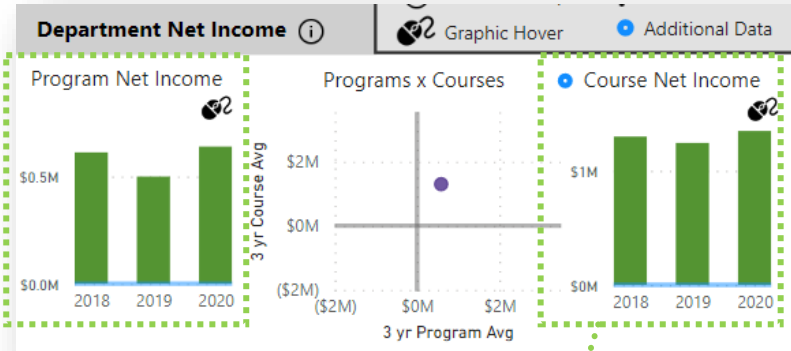 Department Net Income
Graphic Hover
Additional Data
Program Net Income
$0.5M
$0.0M
2018 2019 2020
Programs x Courses
3 yr Course Avg
$2M
$0M
($2M)
($2M) $0M $2M
3 yr Program Avg
Course Net Income
$1M
$0M
2018 2019 2020